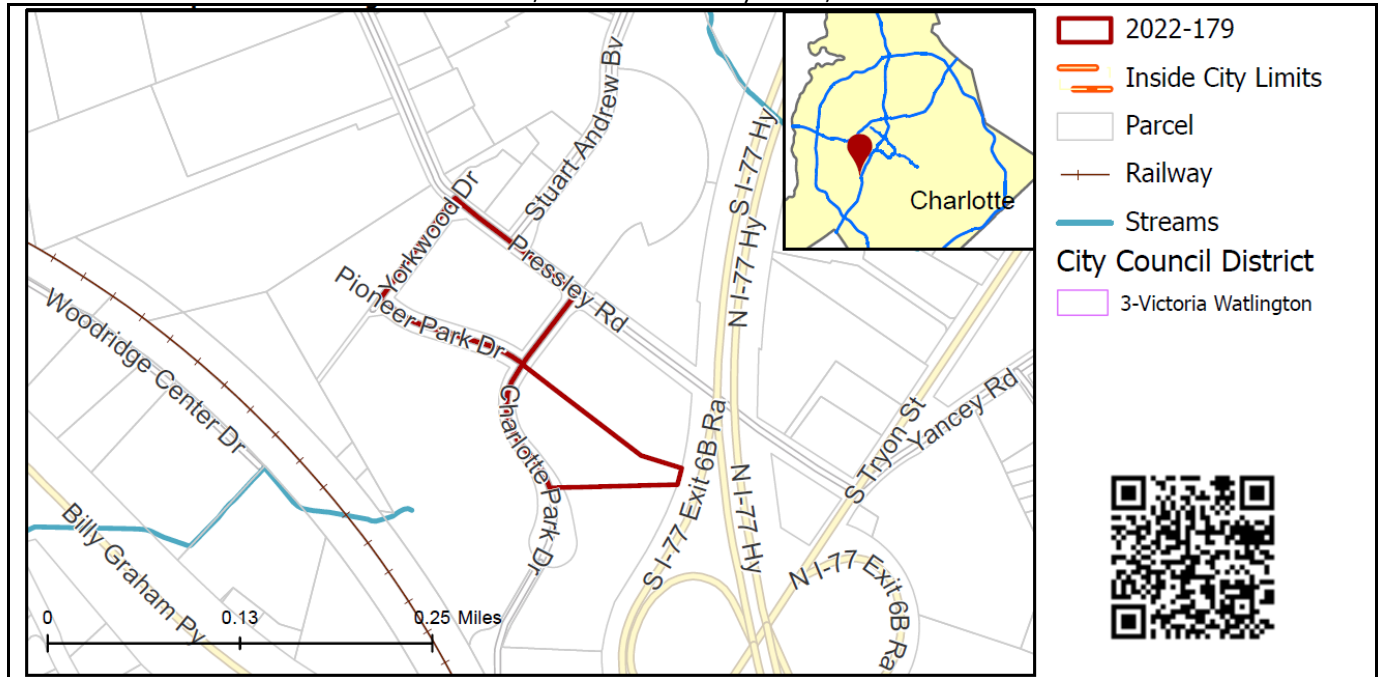 Stuart Andrew Bv
Yorkwood Dr
Pressley Rd
Pioneer Park Dr
Charlotte Park Dr
Woodridge Center Dr
Billy Graham Py
S I-77 Hy
N I-77 Hy
N I-77 Hy
S I-77 Exit 6B Ra
N I-77 Hy
S Tryon St
Yancey Rd
N I-77 Exit 6B Ra
0
0.13
0.25 Miles
Charlotte
2022-179
Inside City Limits
Parcel
Railway
Streams
City Council District
3-Victoria Watlington